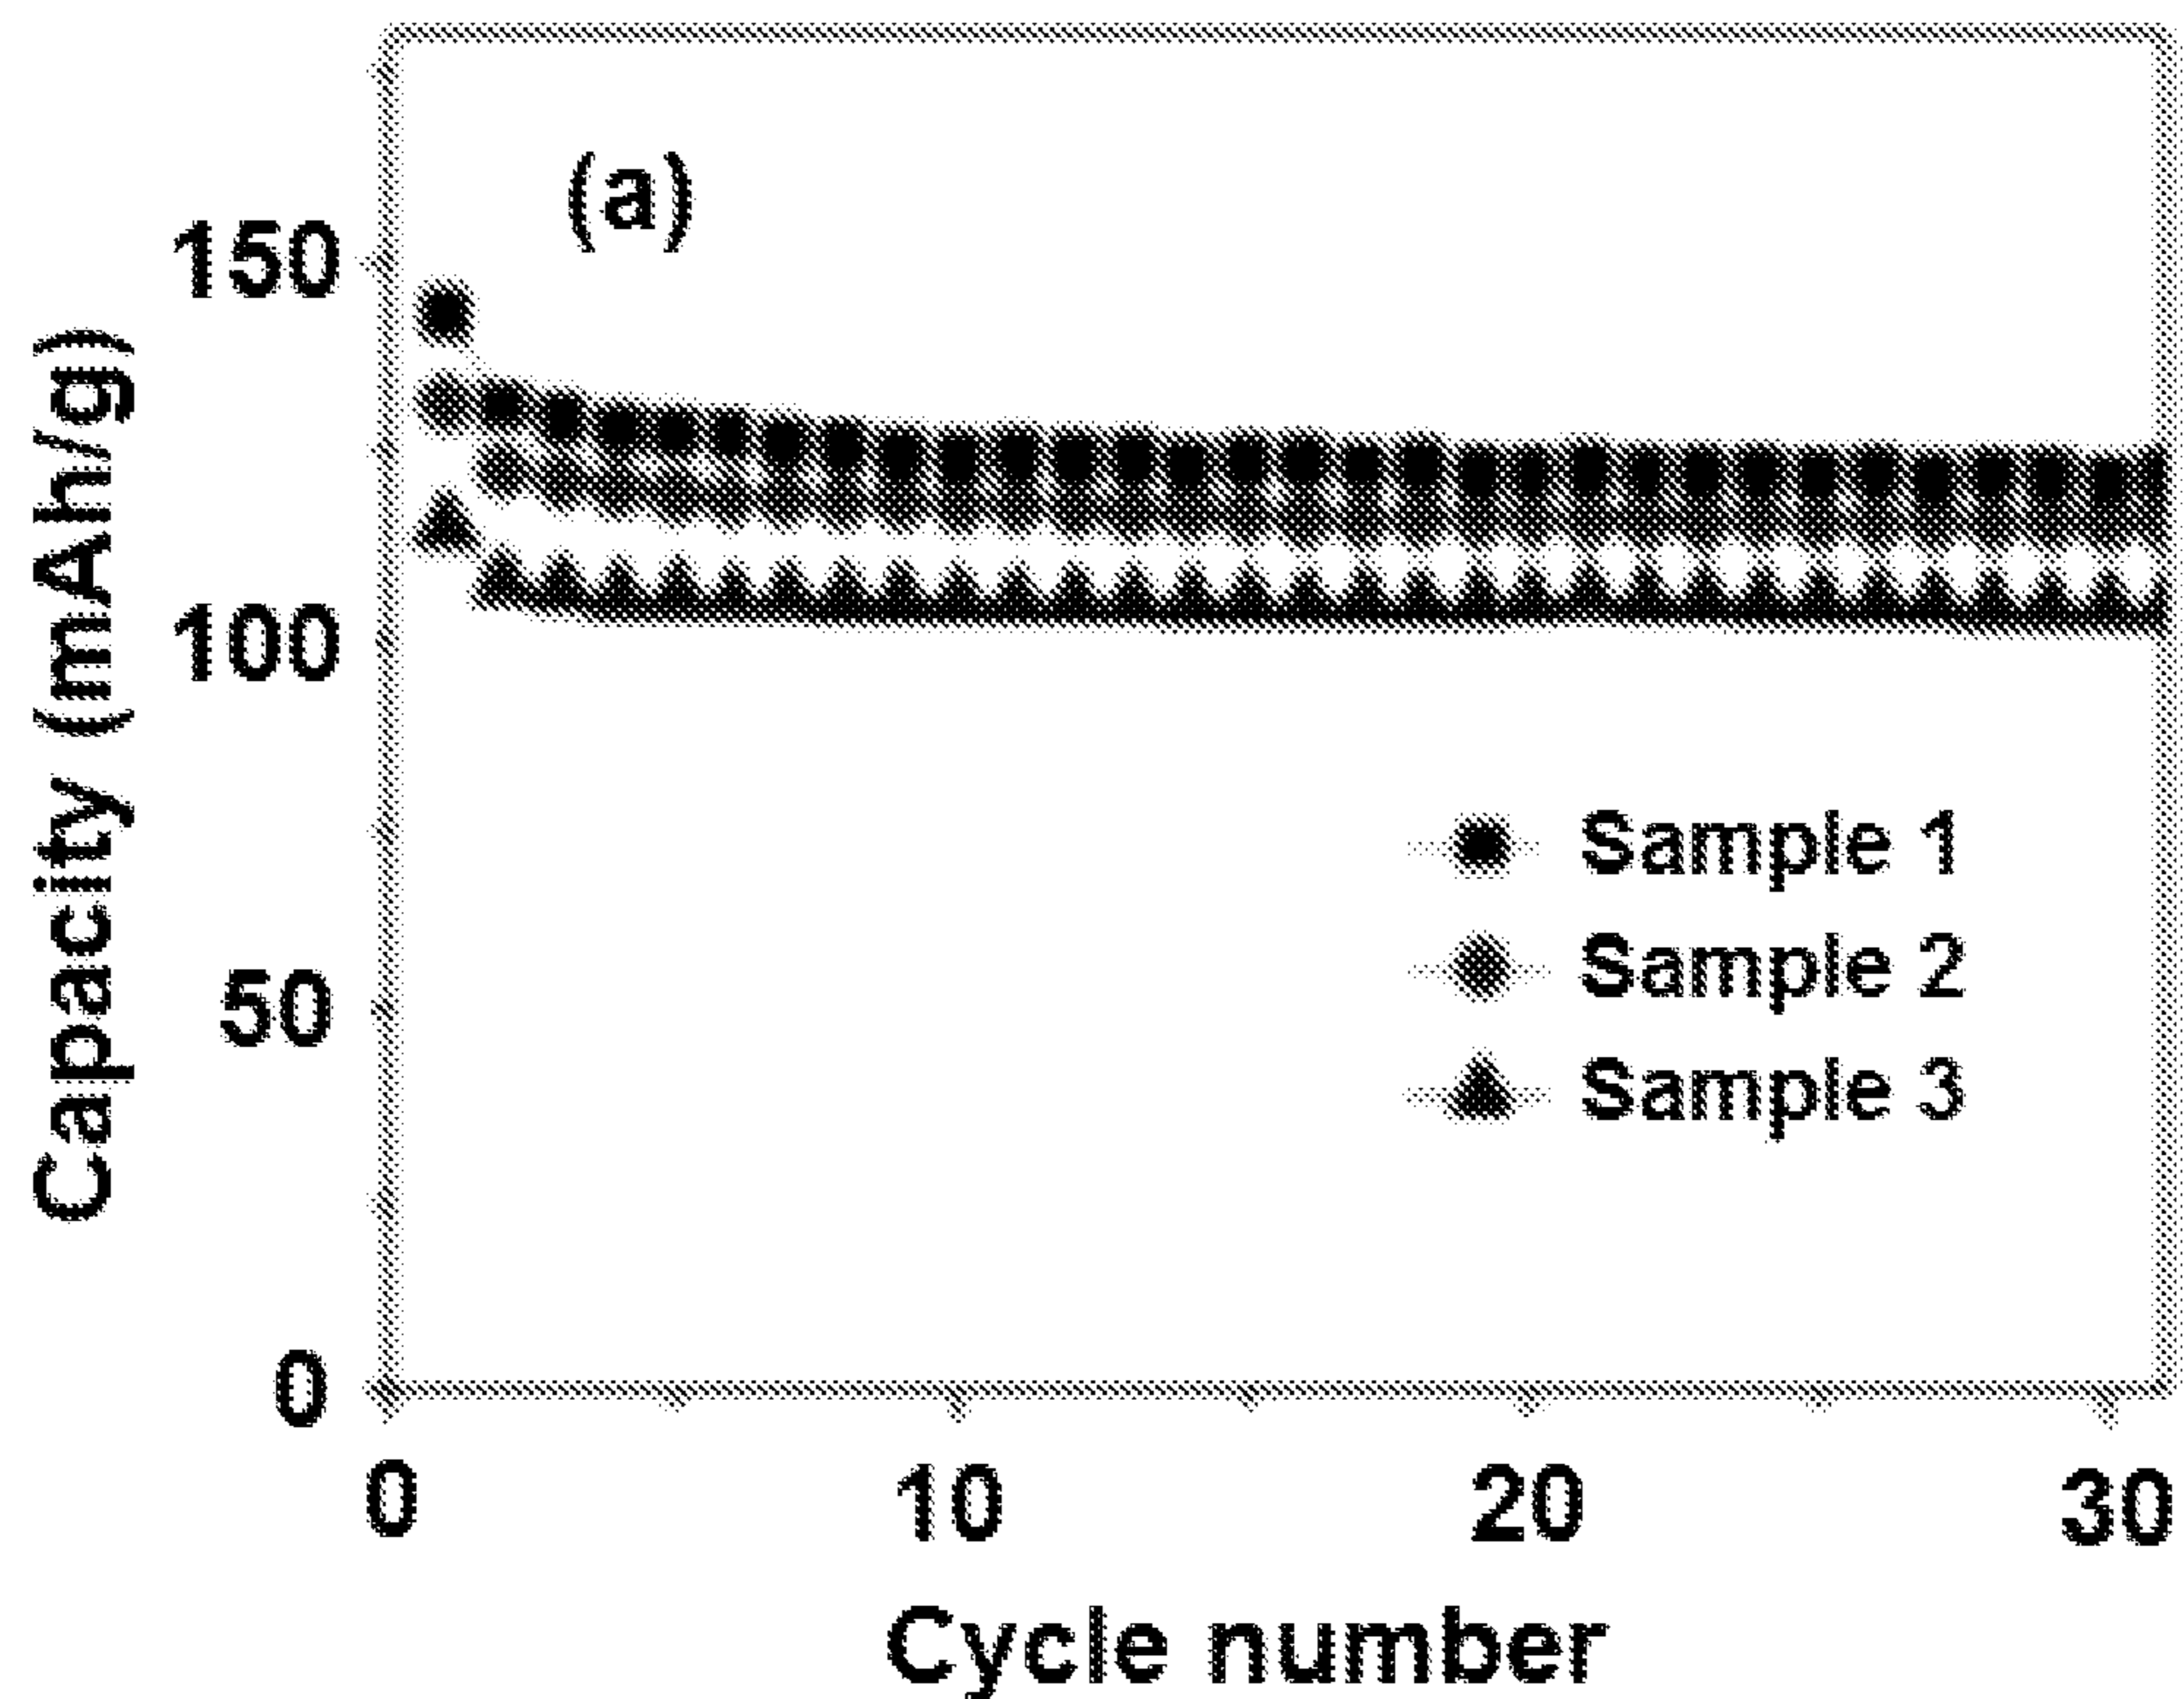 (a)
150
100
50
0
0 10 20 30
Capacity (mAh/g)
Cycle number
Sample 1
Sample 2
Sample 3